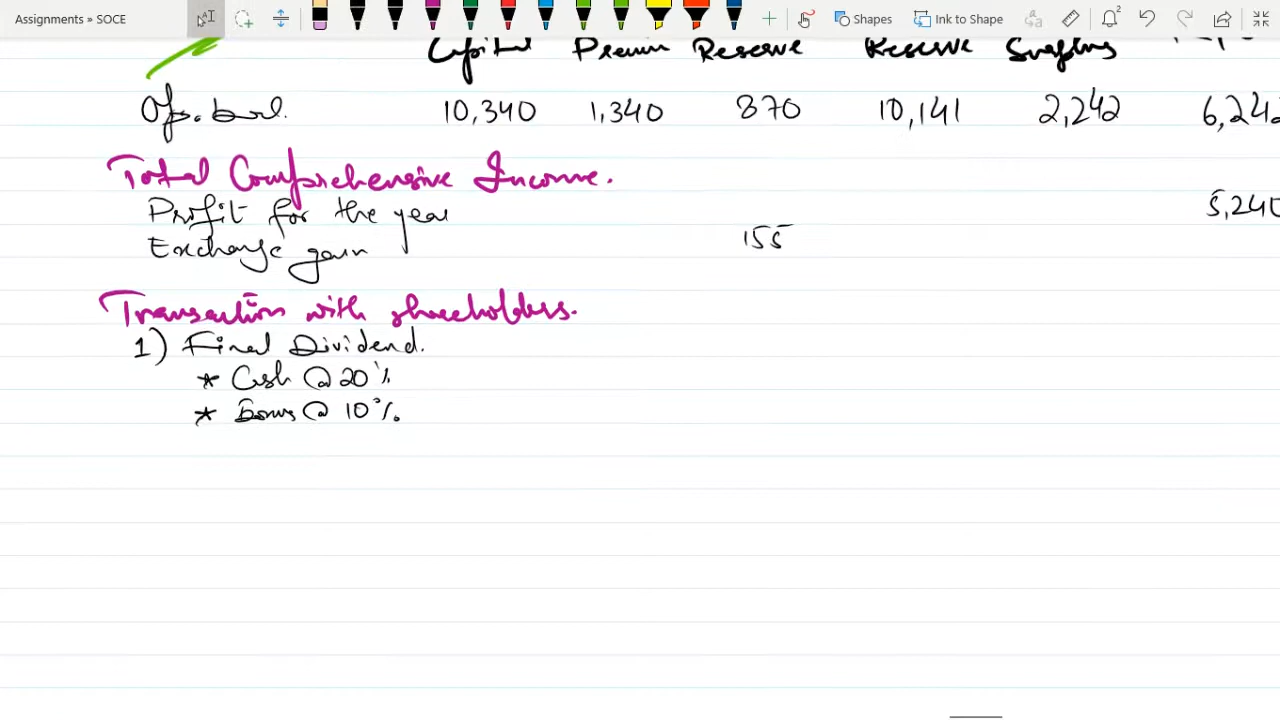 Assignments » SOCE
Shapes Ink to Shape 2
Capital Premium Reserve Reserve Surplus
Op. bal. 10,340 1,340 870 10,141 2,242 6,242
Total Comprehensive Income.
Profit for the year 5,240
Exchange gain 155
Transaction with shareholders.
1) Final Dividend.
* Cash @ 20%
* Bonus @ 10%.